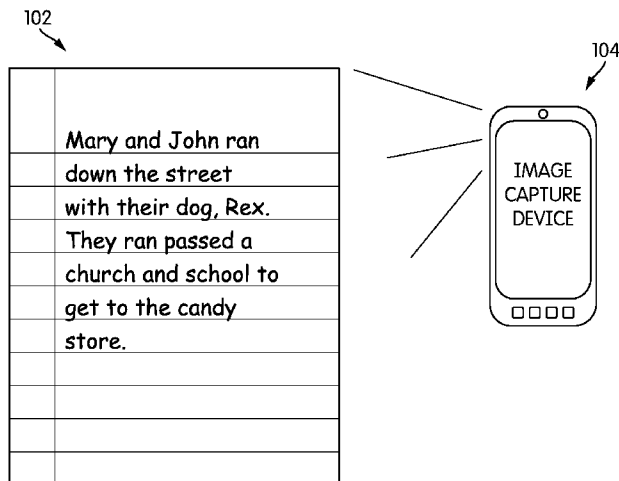 102
104
Mary and John ran
down the street
with their dog, Rex.
They ran passed a
church and school to
get to the candy
store.
IMAGE
CAPTURE
DEVICE